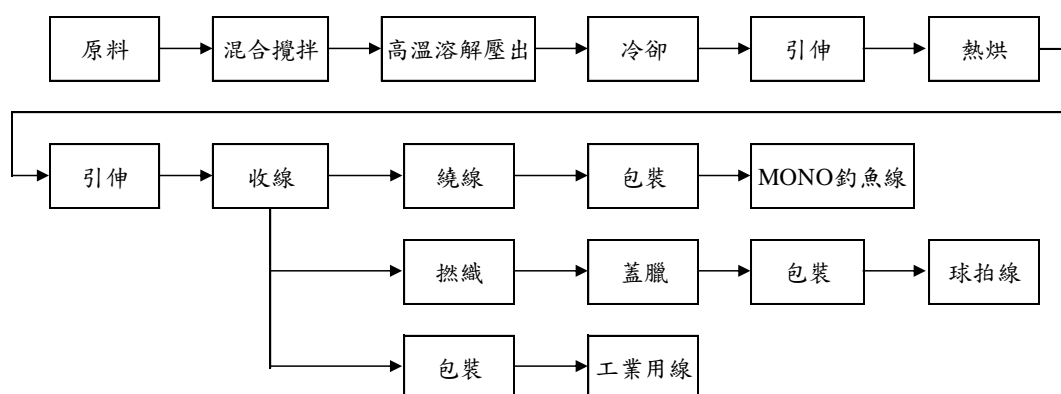 原料 混合攪拌 高溫溶解壓出 冷卻 引伸 熱烘
引伸 收線 繞線 包裝 MONO釣魚線
撚織 蓋臘 包裝 球拍線
包裝 工業用線